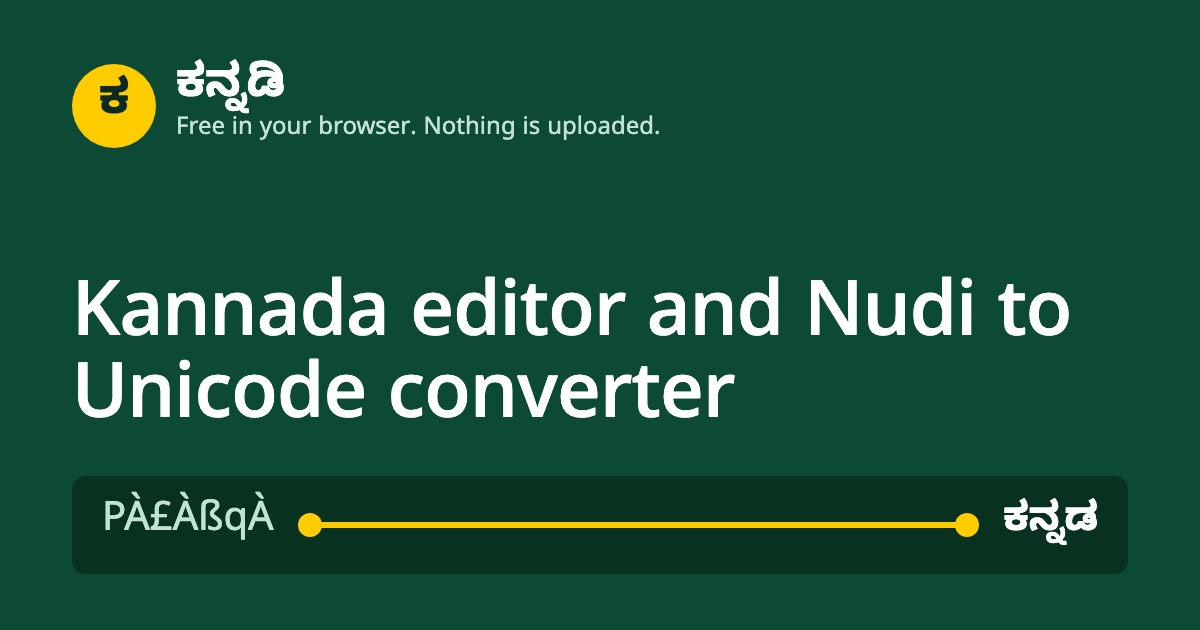 ಕ
ಕನ್ನಡಿ
Free in your browser. Nothing is uploaded.
Kannada editor and Nudi to
Unicode converter
PÀ£ÀßqÀ
ಕನ್ನಡ